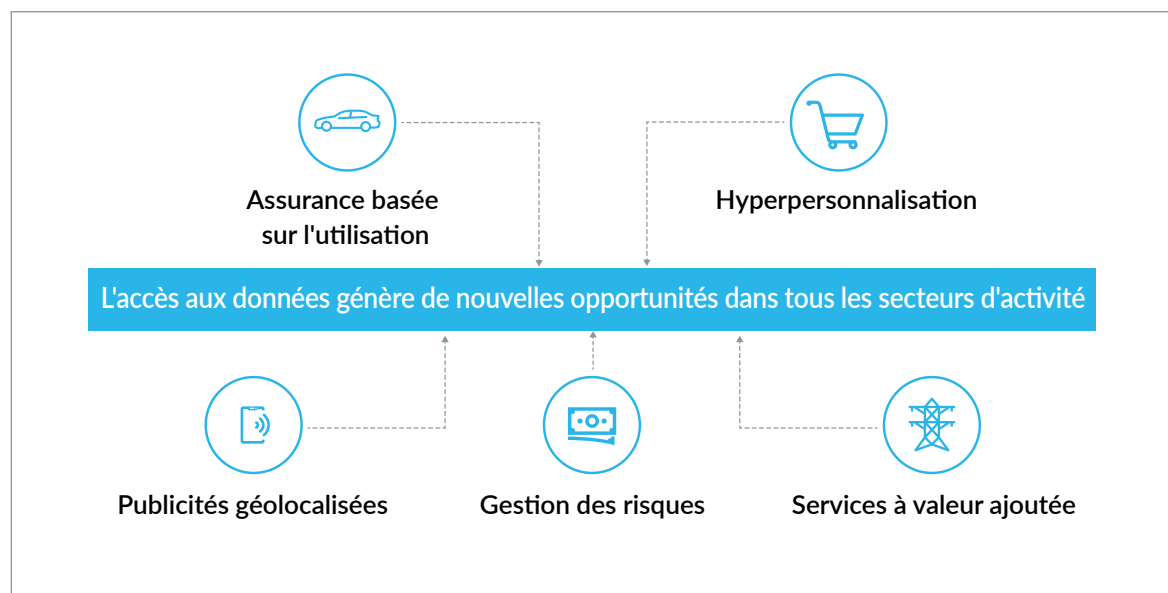 Assurance basée
sur l'utilisation
Hyperpersonnalisation
L'accès aux données génère de nouvelles opportunités dans tous les secteurs d'activité
Publicités géolocalisées
Gestion des risques
Services à valeur ajoutée